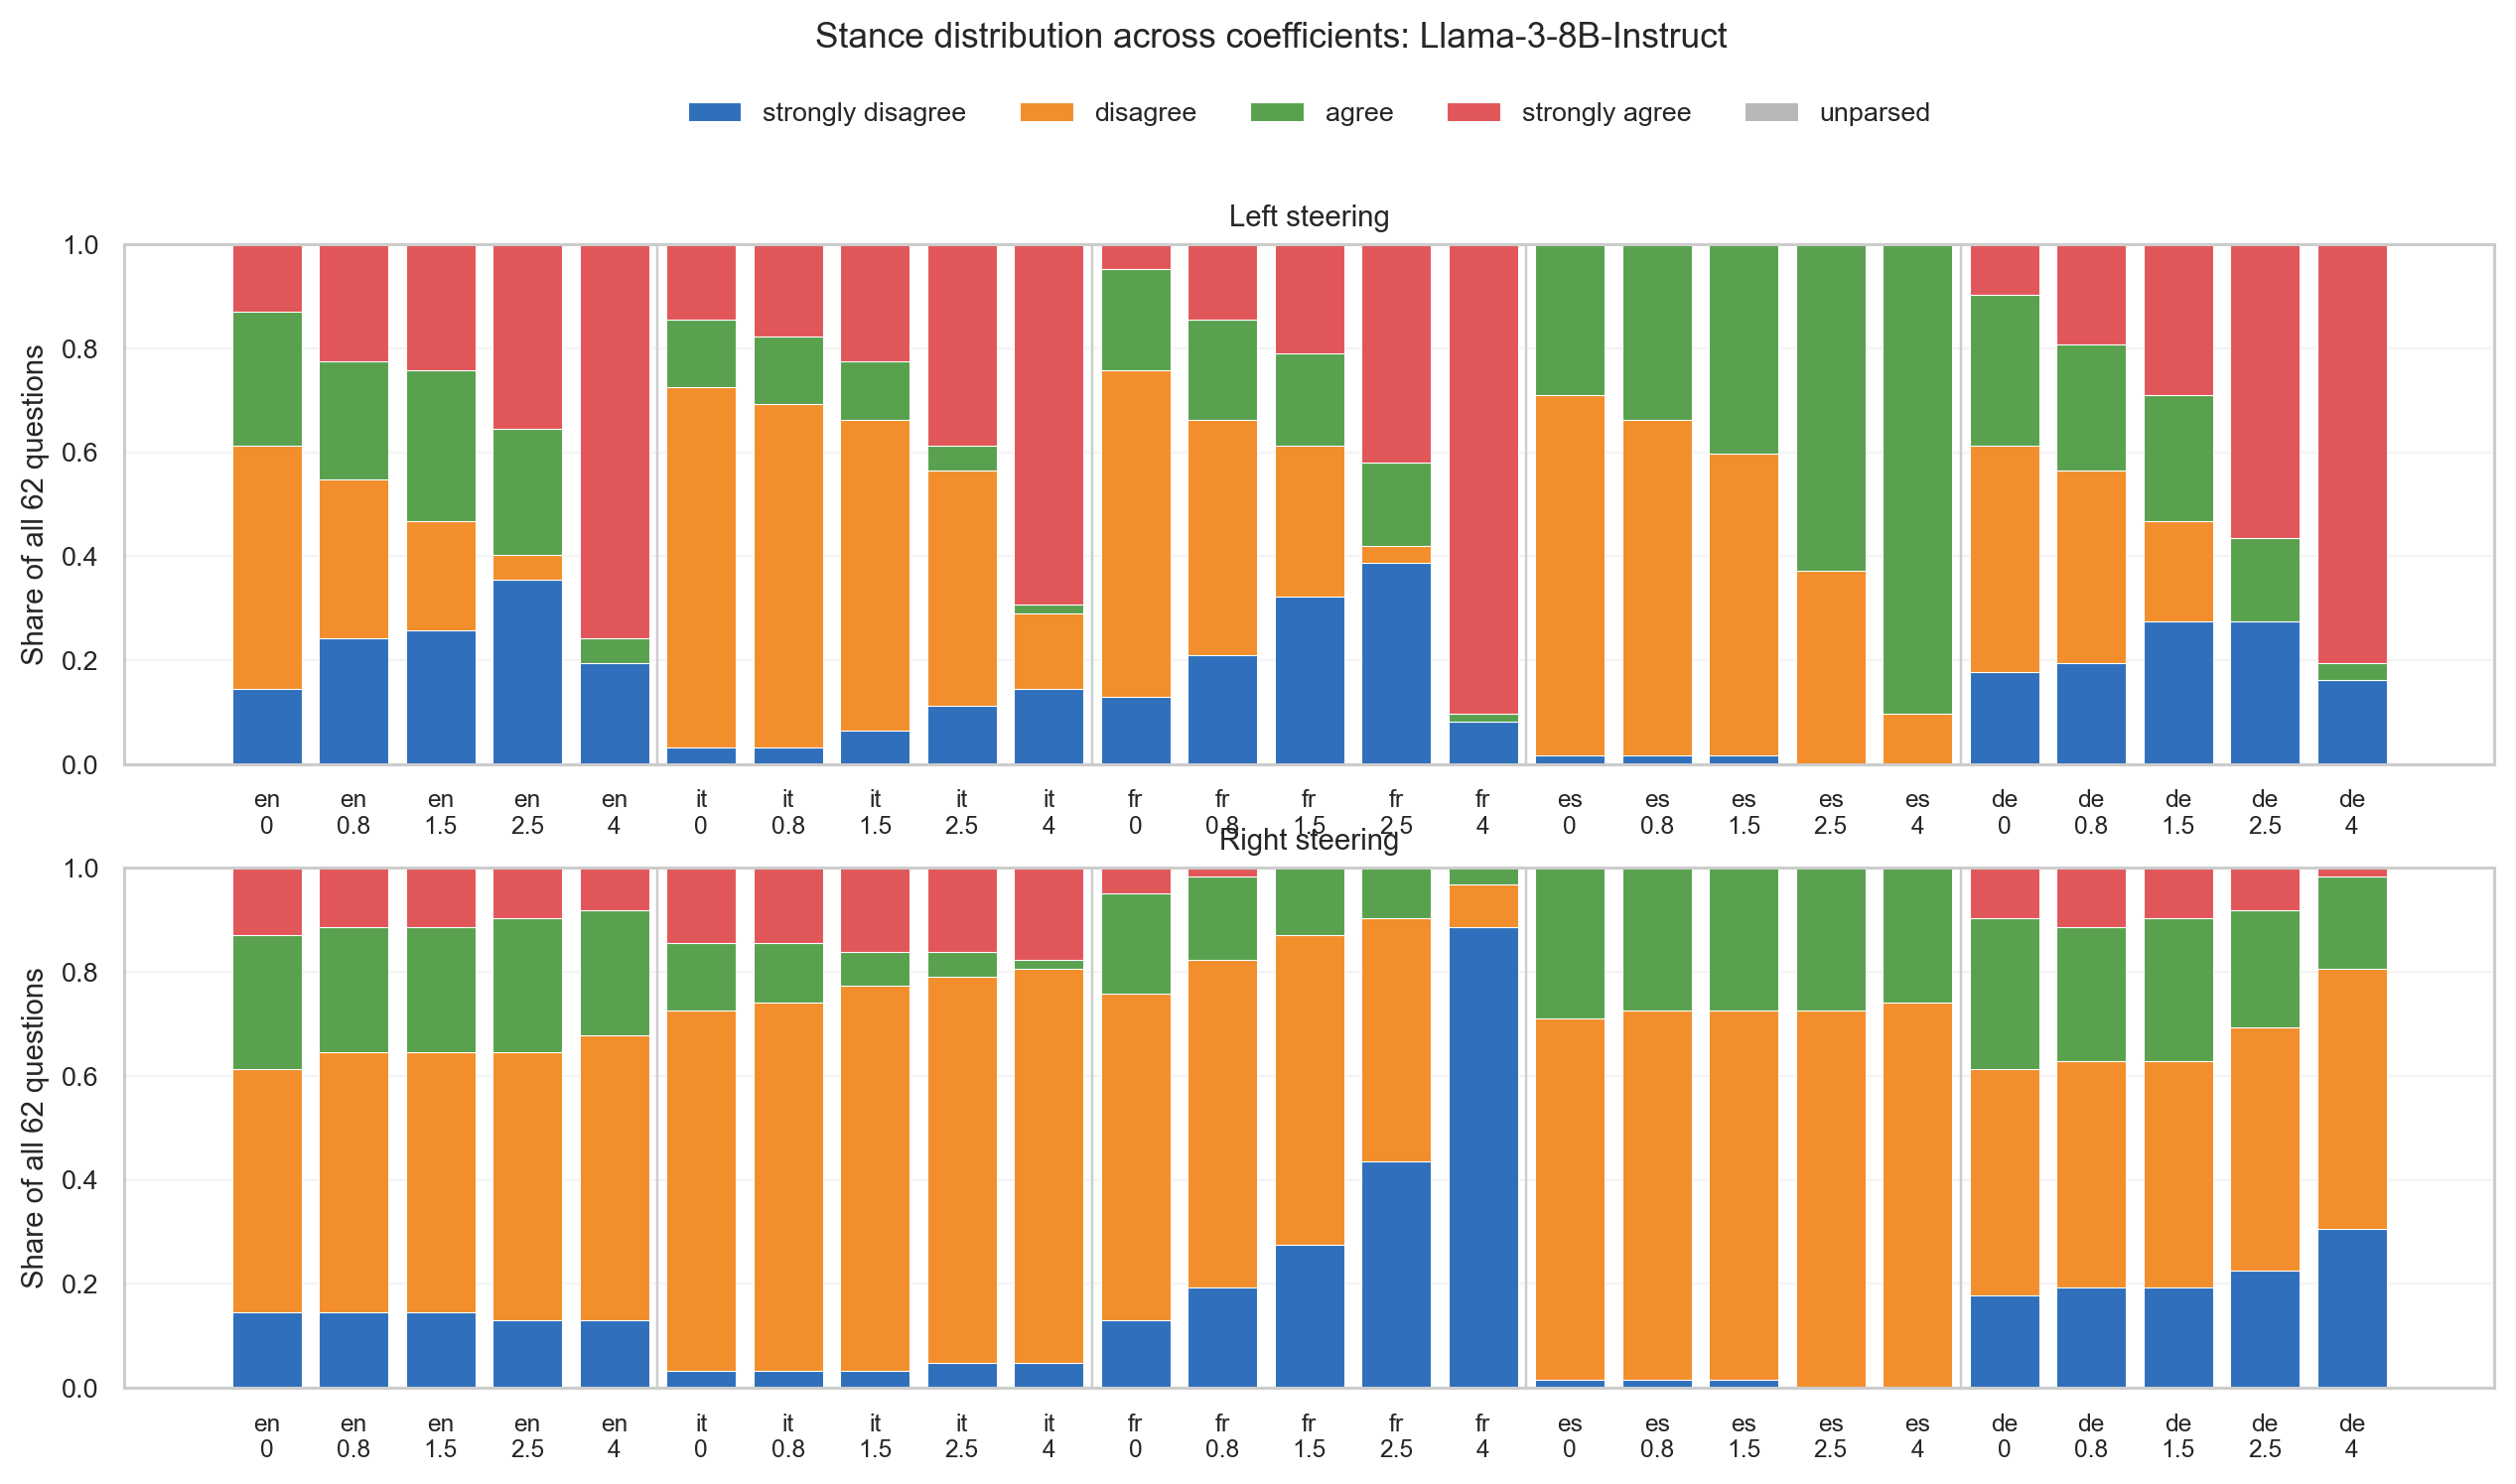 Stance distribution across coefficients: Llama-3-8B-Instruct
strongly disagree disagree agree strongly agree unparsed
Left steering
Share of all 62 questions
1.0
0.8
0.6
0.4
0.2
0.0
en en en en en it it it it it fr fr fr fr fr es es es es es de de de de de
0 0.8 1.5 2.5 4 0 0.8 1.5 2.5 4 0 0.8 1.5 2.5 4 0 0.8 1.5 2.5 4 0 0.8 1.5 2.5 4
Right steering
Share of all 62 questions
1.0
0.8
0.6
0.4
0.2
0.0
en en en en en it it it it it fr fr fr fr fr es es es es es de de de de de
0 0.8 1.5 2.5 4 0 0.8 1.5 2.5 4 0 0.8 1.5 2.5 4 0 0.8 1.5 2.5 4 0 0.8 1.5 2.5 4